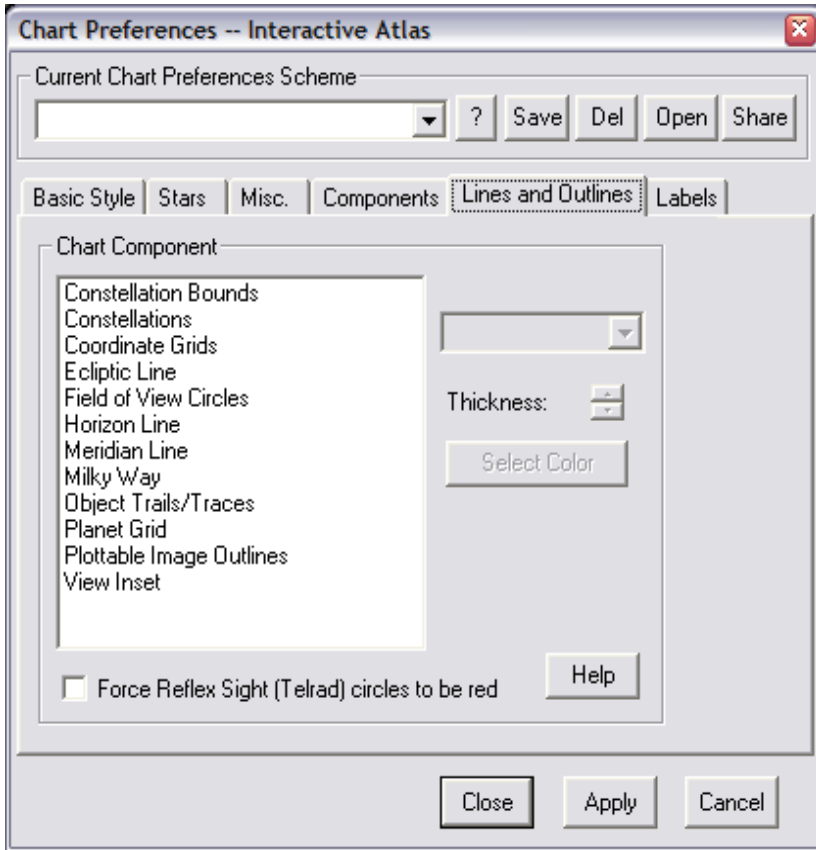 Chart Preferences -- Interactive Atlas
Current Chart Preferences Scheme
? Save Del Open Share
Basic Style Stars Misc. Components Lines and Outlines Labels
Chart Component
Constellation Bounds
Constellations
Coordinate Grids
Ecliptic Line
Field of View Circles
Horizon Line
Meridian Line
Milky Way
Object Trails/Traces
Planet Grid
Plottable Image Outlines
View Inset
Thickness:
Select Color
Force Reflex Sight (Telrad) circles to be red
Help
Close Apply Cancel